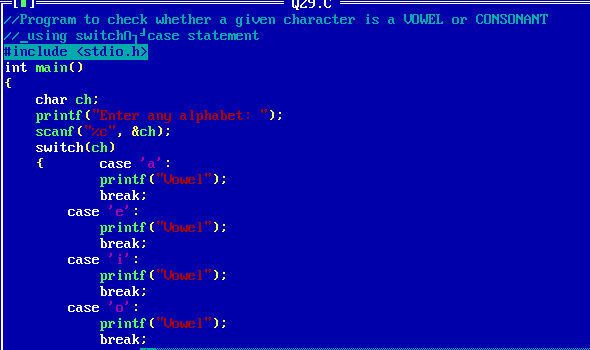 [■] Q29.C
//Program to check whether a given character is a VOWEL or CONSONANT
//_using switch∩┐╜case statement
#include <stdio.h>
int main()
{
    char ch;
    printf("Enter any alphabet: ");
    scanf("%c", &ch);
    switch(ch)
    {       case 'a':
            printf("Vowel");
            break;
        case 'e':
            printf("Vowel");
            break;
        case 'i':
            printf("Vowel");
            break;
        case 'o':
            printf("Vowel");
            break;